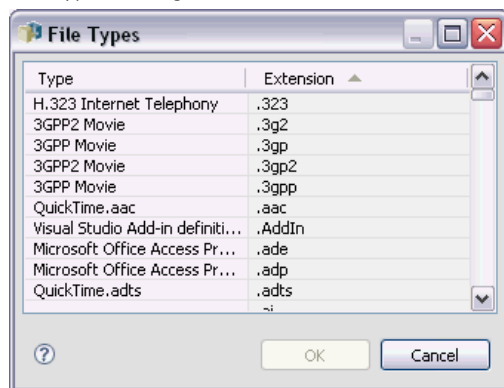 File Types
Type Extension
H.323 Internet Telephony .323
3GPP2 Movie .3g2
3GPP Movie .3gp
3GPP2 Movie .3gp2
3GPP Movie .3gpp
QuickTime.aac .aac
Visual Studio Add-in definiti... .AddIn
Microsoft Office Access Pr... .ade
Microsoft Office Access Pr... .adp
QuickTime.adts .adts
OK Cancel